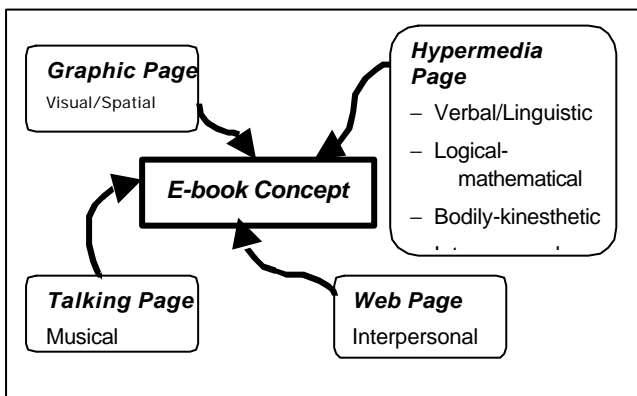 Graphic Page
Visual/Spatial
Hypermedia
Page
– Verbal/Linguistic
– Logical-
mathematical
– Bodily-kinesthetic
E-book Concept
Talking Page
Musical
Web Page
Interpersonal